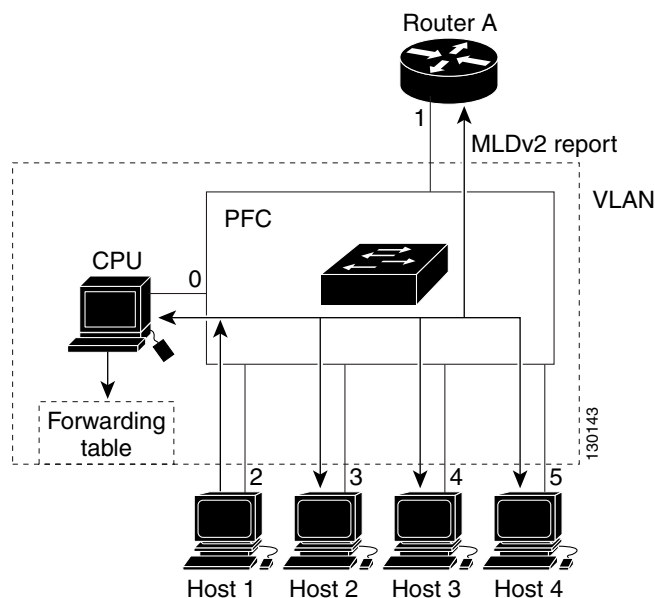 Router A
1
MLDv2 report
VLAN
PFC
CPU
0
Forwarding
table
130143
2
3
4
5
Host 1
Host 2
Host 3
Host 4